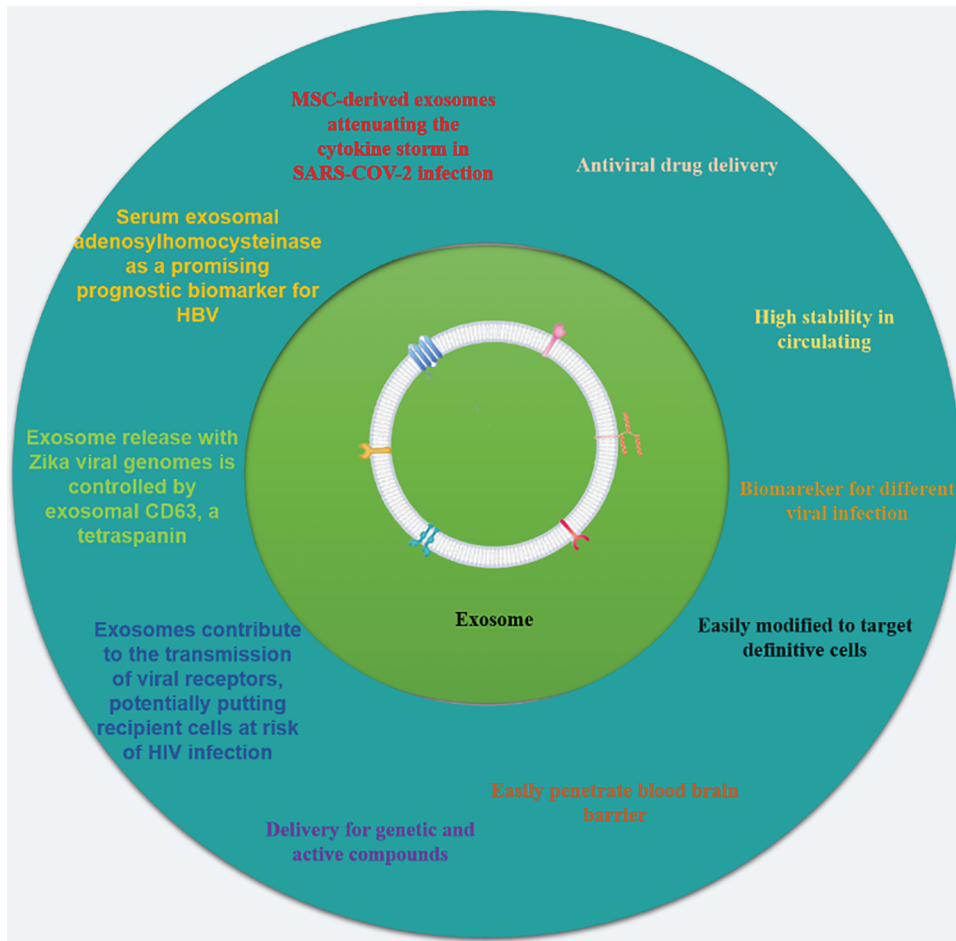 MSC-derived exosomes
attenuating the
cytokine storm in
SARS-COV-2 infection
Antiviral drug delivery
High stability in
circulating
Biomareker for different
viral infection
Easily modified to target
definitive cells
Easily penetrate blood brain
barrier
Delivery for genetic and
active compounds
Exosomes contribute
to the transmission
of viral receptors,
potentially putting
recipient cells at risk
of HIV infection
Exosome release with
Zika viral genomes is
controlled by
exosomal CD63, a
tetraspanin
Serum exosomal
adenosylhomocysteinase
as a promising
prognostic biomarker for
HBV
Exosome